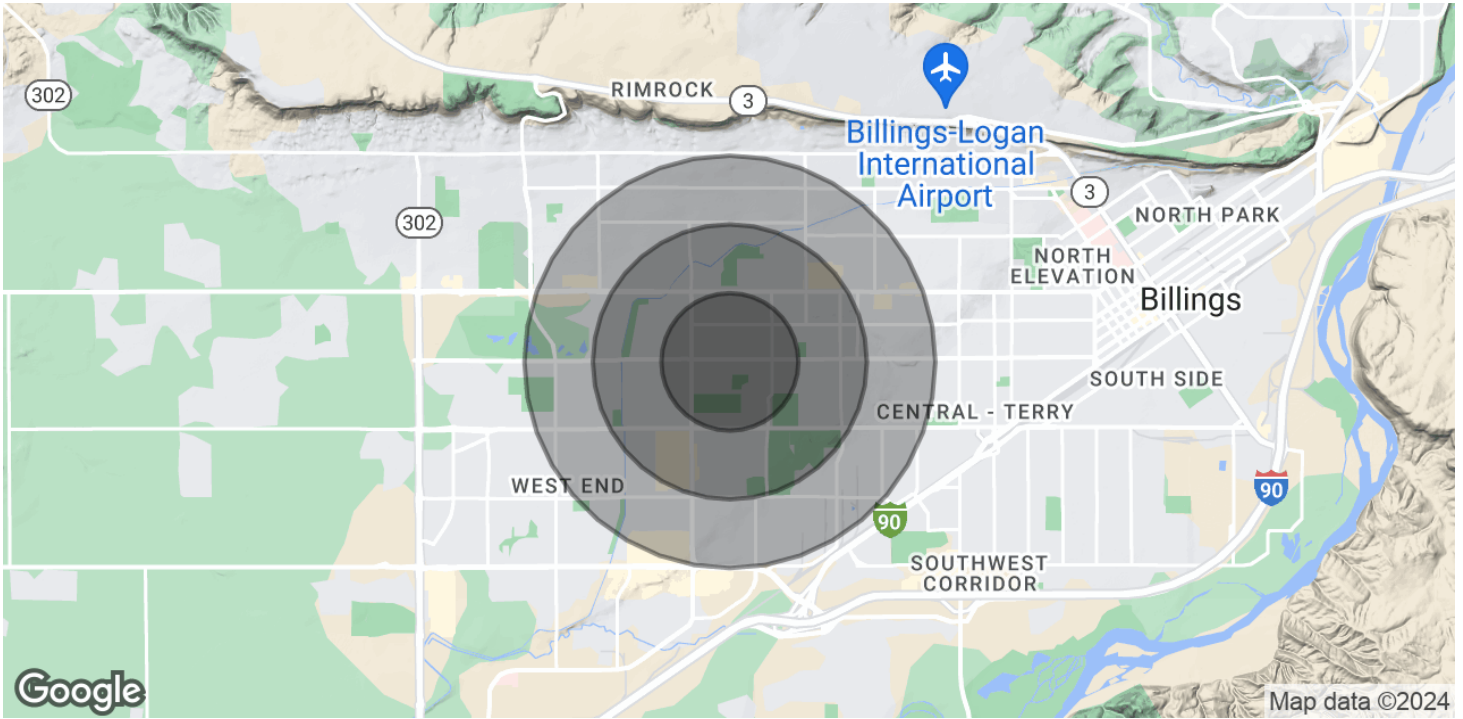 RIMROCK
3
302
Billings Logan
International
Airport
3
302
NORTH PARK
NORTH
ELEVATION
Billings
SOUTH SIDE
CENTRAL - TERRY
WEST END
90
90
SOUTHWEST
CORRIDOR
Google
Map data ©2024